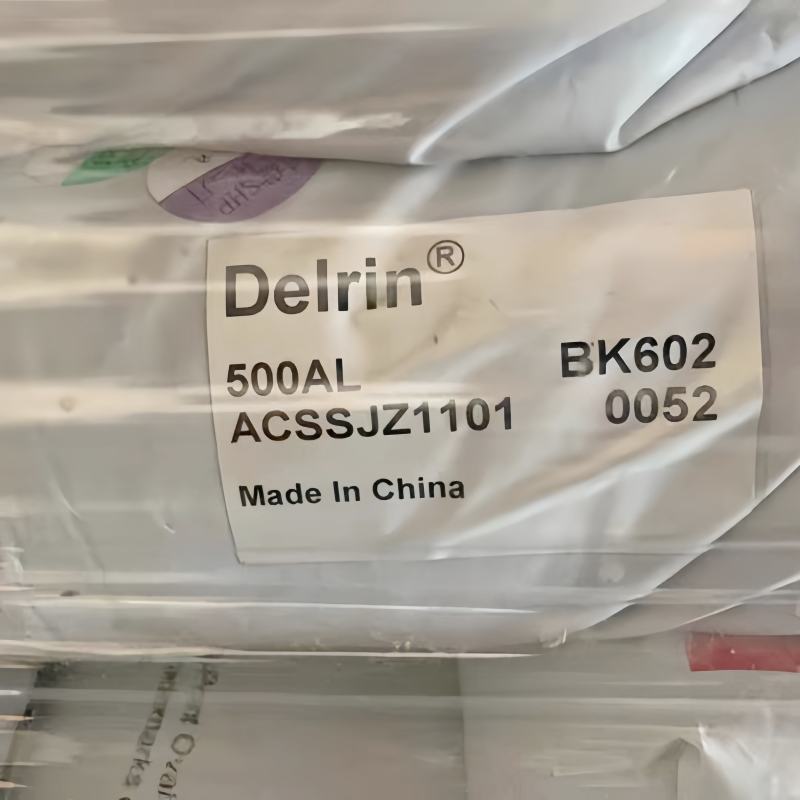 Delrin®
500AL BK602
ACSSJZ1101 0052
Made In China